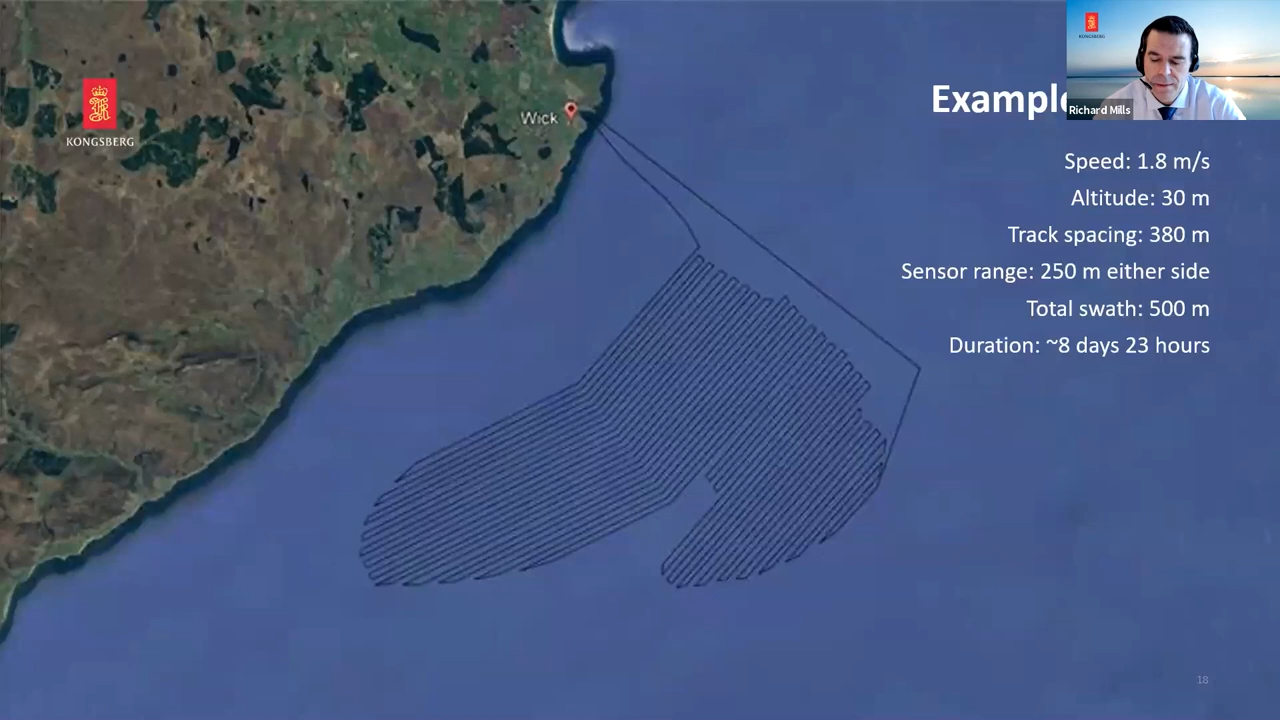 KONGSBERG
Wick
Example
KONGSBERG
Richard Mills
Speed: 1.8 m/s
Altitude: 30 m
Track spacing: 380 m
Sensor range: 250 m either side
Total swath: 500 m
Duration: ~8 days 23 hours
18